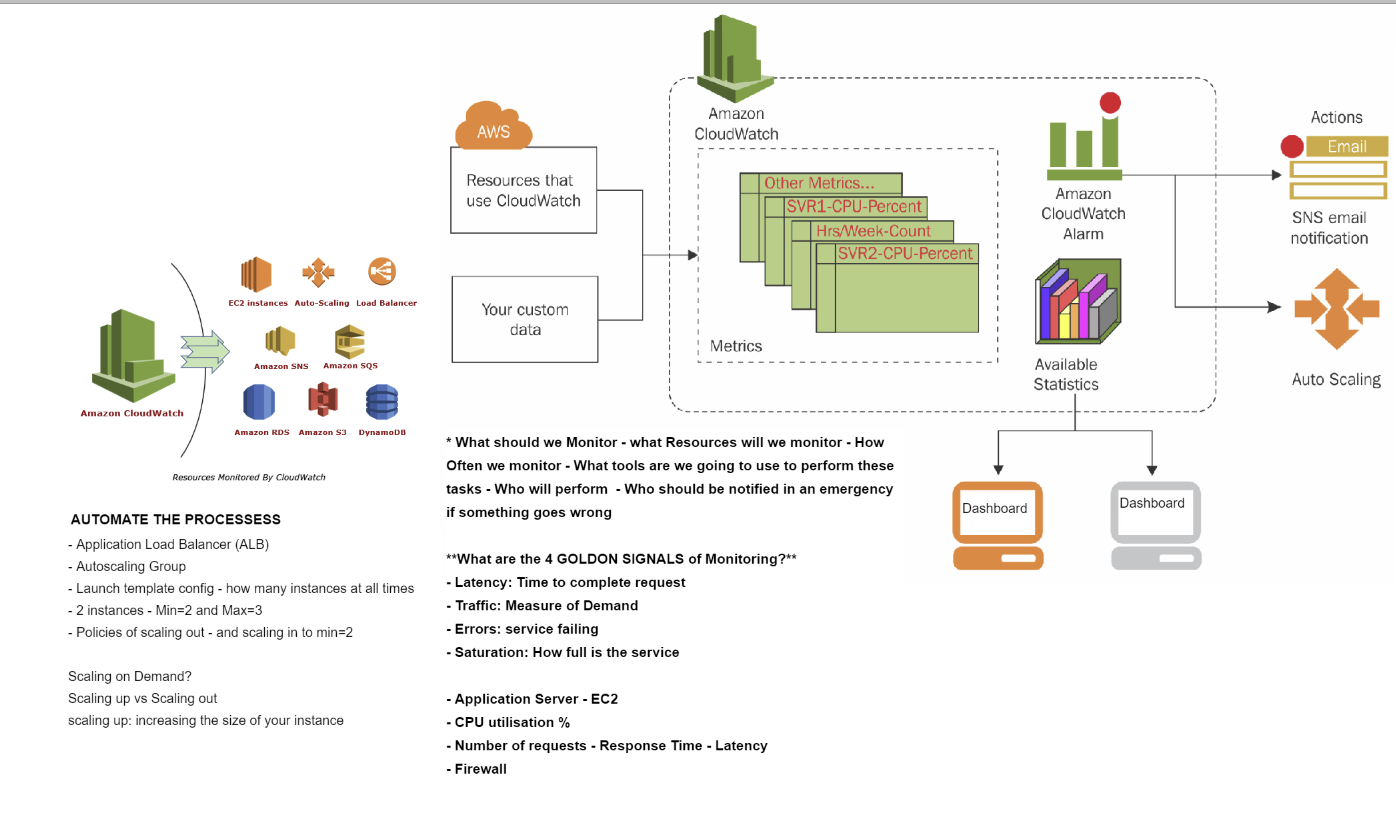 Amazon
CloudWatch
AWS
Resources that
use CloudWatch
Your custom
data
Other Metrics...
SVR1-CPU-Percent
Hrs/Week-Count
SVR2-CPU-Percent
Metrics
Amazon
CloudWatch
Alarm
Available
Statistics
Actions
Email
SNS email
notification
Auto Scaling
Dashboard
Dashboard
EC2 instances
Auto-Scaling
Load Balancer
Amazon SNS
Amazon SQS
Amazon CloudWatch
Amazon RDS
Amazon S3
DynamoDB
Resources Monitored By CloudWatch
AUTOMATE THE PROCESSESS
- Application Load Balancer (ALB)
- Autoscaling Group
- Launch template config - how many instances at all times
- 2 instances - Min=2 and Max=3
- Policies of scaling out - and scaling in to min=2
Scaling on Demand?
Scaling up vs Scaling out
scaling up: increasing the size of your instance
* What should we Monitor - what Resources will we monitor - How
Often we monitor - What tools are we going to use to perform these
tasks - Who will perform  - Who should be notified in an emergency
if something goes wrong
**What are the 4 GOLDON SIGNALS of Monitoring?**
- Latency: Time to complete request
- Traffic: Measure of Demand
- Errors: service failing
- Saturation: How full is the service
- Application Server - EC2
- CPU utilisation %
- Number of requests - Response Time - Latency
- Firewall